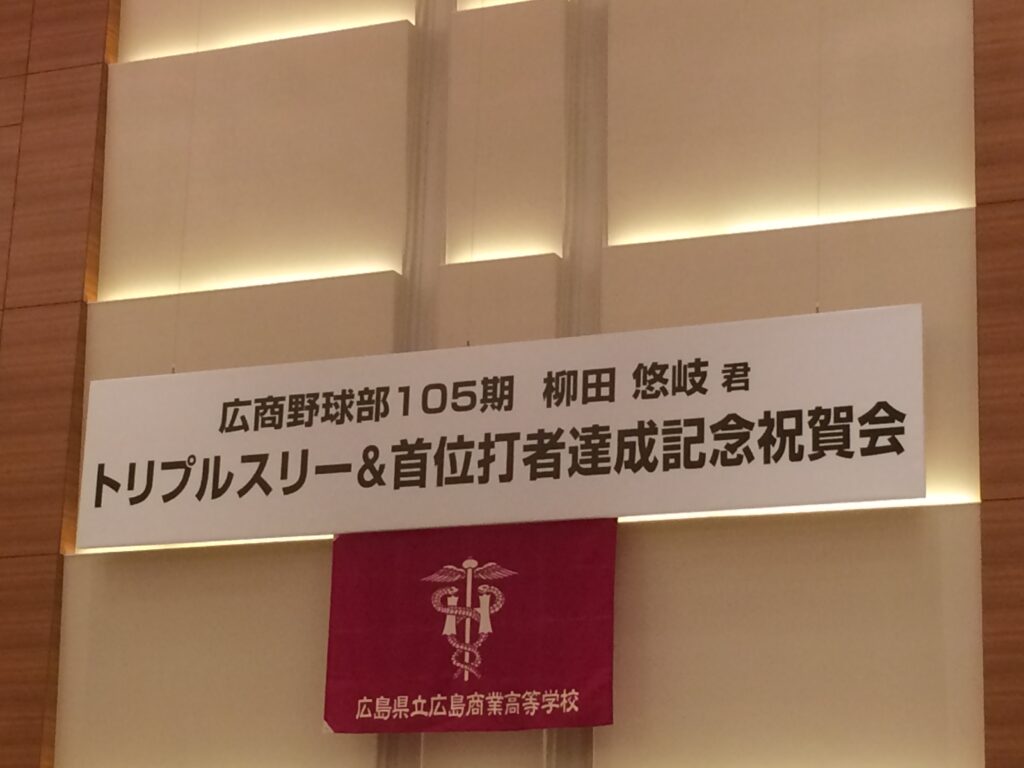 広商野球部105期 柳田 悠岐 君
トリプルスリー&首位打者達成記念祝賀会
H
広島県立広島商業高等学校